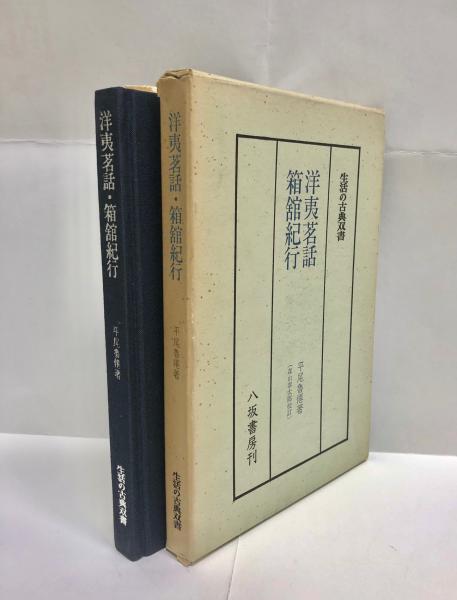 洋夷茗話・箱舘紀行
平尾魯僊著
生活の古典双書
洋夷茗話・箱舘紀行
平尾魯僊著
生活の古典双書
生活の古典双書
洋夷茗話
箱舘紀行
平尾魯僊著
八坂書房刊